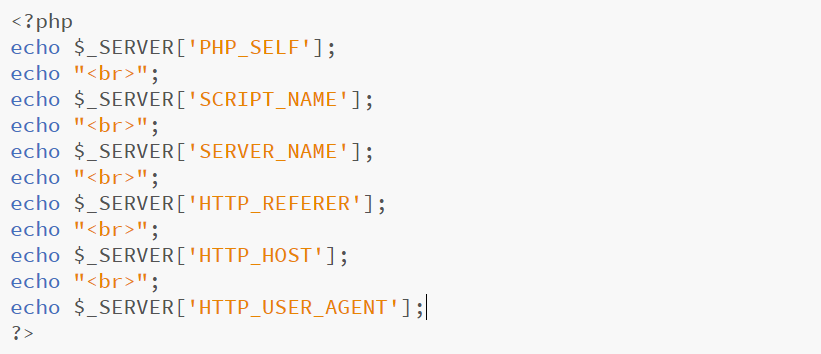 <?php
echo $_SERVER['PHP_SELF'];
echo "<br>";
echo $_SERVER['SCRIPT_NAME'];
echo "<br>";
echo $_SERVER['SERVER_NAME'];
echo "<br>";
echo $_SERVER['HTTP_REFERER'];
echo "<br>";
echo $_SERVER['HTTP_HOST'];
echo "<br>";
echo $_SERVER['HTTP_USER_AGENT'];
?>